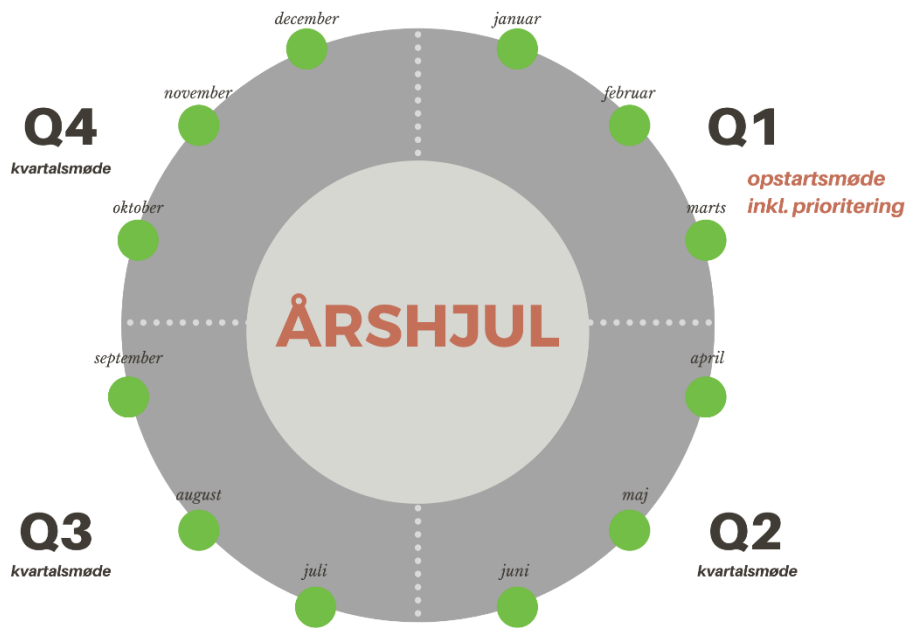 december
januar
november
februar
Q4
kvartalsmøde
Q1
opstartsmøde
inkl. prioritering
oktober
marts
ÅRSHJUL
september
april
august
maj
Q3
kvartalsmøde
Q2
kvartalsmøde
juli
juni